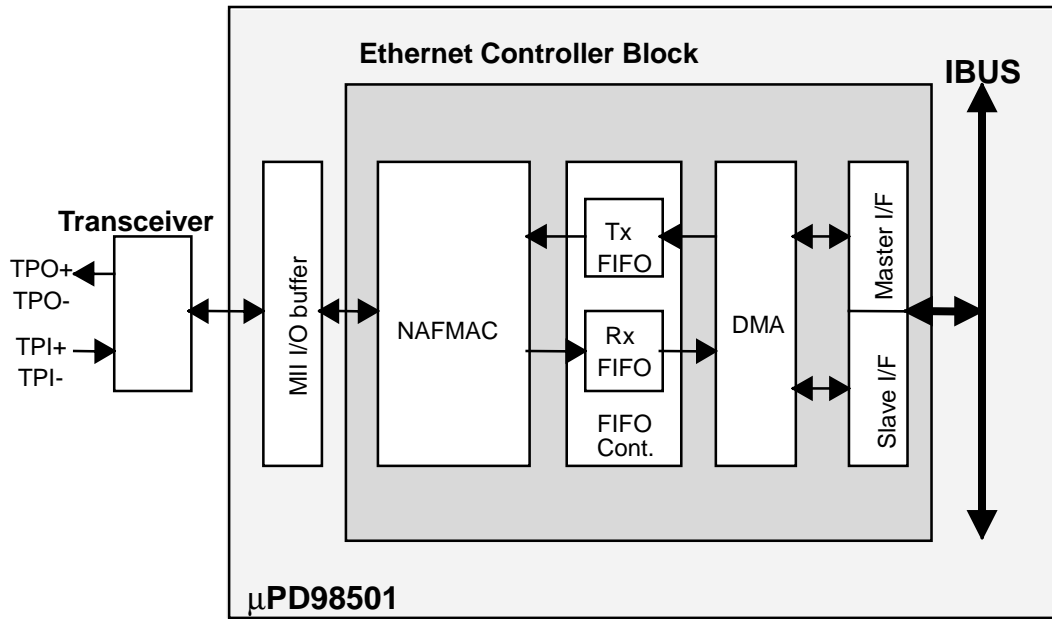 Ethernet Controller Block
IBUS
Transceiver
TPO+
TPO-
TPI+
TPI-
MII I/O buffer
NAFMAC
Tx
FIFO
Rx
FIFO
FIFO
Cont.
DMA
Master I/F
Slave I/F
μPD98501